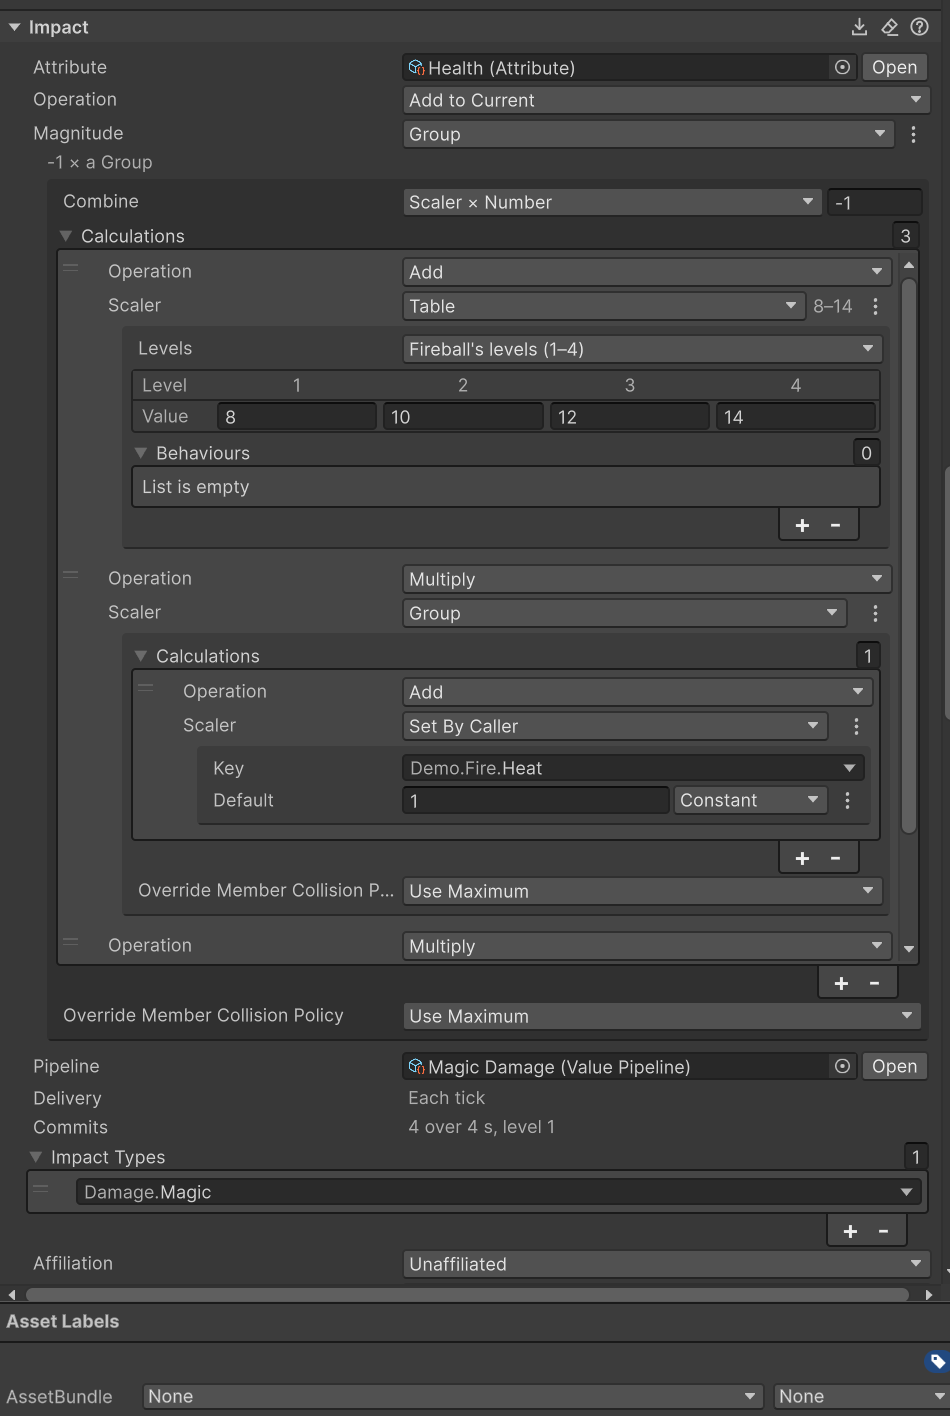 Impact
Attribute Health (Attribute) Open
Operation Add to Current
Magnitude Group
-1 × a Group
Combine Scaler × Number -1
Calculations 3
Operation Add
Scaler Table 8–14
Levels Fireball's levels (1–4)
Level 1 2 3 4
Value 8 10 12 14
Behaviours 0
List is empty
+ -
Operation Multiply
Scaler Group
Calculations 1
Operation Add
Scaler Set By Caller
Key Demo.Fire.Heat
Default 1 Constant
+ -
Override Member Collision P... Use Maximum
Operation Multiply
+ -
Override Member Collision Policy Use Maximum
Pipeline Magic Damage (Value Pipeline) Open
Delivery Each tick
Commits 4 over 4 s, level 1
Impact Types 1
Damage.Magic
+ -
Affiliation Unaffiliated
Asset Labels
AssetBundle None None